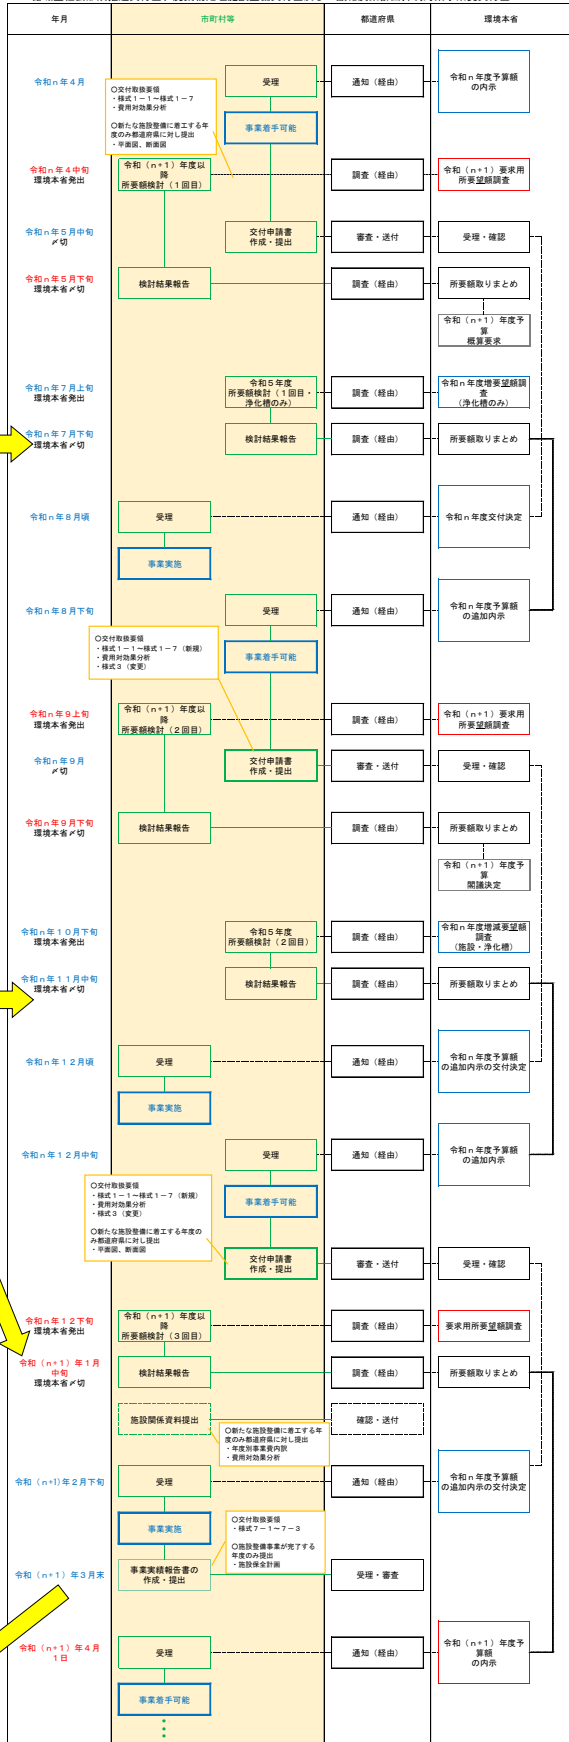 年月
市町村等
都道府県
環境本省
令和ｎ年４月
受理
通知（経由）
令和ｎ年度予算額
の内示
〇交付取扱要領
・様式１－１～様式１－７
・費用対効果分析
〇新たな施設整備に着工する年
度のみ都道府県に対し提出
・平面図、断面図
事業着手可能
令和ｎ年４中旬
環境本省発出
令和（ｎ+１）年度以
降
所要額検討（１回目）
調査（経由）
令和（ｎ+１）要求用
所要望額調査
令和ｎ年５月中旬
〆切
交付申請書
作成・提出
審査・送付
受理・確認
令和ｎ年５月下旬
環境本省〆切
検討結果報告
調査（経由）
所要額取りまとめ
令和（ｎ+１）年度予
算
概算要求
令和ｎ年７月上旬
環境本省発出
令和５年度
所要額検討（１回目・
浄化槽のみ）
調査（経由）
令和ｎ年度増要望額調
査
（浄化槽のみ）
令和ｎ年７月下旬
環境本省〆切
検討結果報告
調査（経由）
所要額取りまとめ
令和ｎ年８月頃
受理
通知（経由）
令和ｎ年度交付決定
事業実施
令和ｎ年８月下旬
受理
通知（経由）
令和ｎ年度予算額
の追加内示
〇交付取扱要領
・様式１－１～様式１－７（新規）
・費用対効果分析
・様式３（変更）
事業着手可能
令和ｎ年９上旬
環境本省発出
令和（ｎ+１）年度以
降
所要額検討（２回目）
調査（経由）
令和（ｎ+１）要求用
所要望額調査
令和ｎ年９月
〆切
交付申請書
作成・提出
審査・送付
受理・確認
令和ｎ年９月下旬
環境本省〆切
検討結果報告
調査（経由）
所要額取りまとめ
令和（ｎ+１）年度予
算
閣議決定
令和ｎ年１０月下旬
環境本省発出
令和５年度
所要額検討（２回目）
調査（経由）
令和ｎ年度増減要望額
調査
（施設・浄化槽）
令和ｎ年１１月中旬
環境本省〆切
検討結果報告
調査（経由）
所要額取りまとめ
令和ｎ年１２月頃
受理
通知（経由）
令和ｎ年度予算額
の追加内示の交付決定
事業実施
令和ｎ年１２月中旬
受理
通知（経由）
令和ｎ年度予算額
の追加内示
〇交付取扱要領
・様式１－１～様式１－７（新規）
・費用対効果分析
・様式３（変更）
〇新たな施設整備に着工する年度の
み都道府県に対し提出
・平面図、断面図
事業着手可能
交付申請書
作成・提出
審査・送付
受理・確認
令和ｎ年１２下旬
環境本省発出
令和（ｎ+１）年度以
降
所要額検討（３回目）
調査（経由）
要求用所要望額調査
令和（ｎ+１）年１月
中旬
環境本省〆切
検討結果報告
調査（経由）
所要額取りまとめ
施設関係資料提出
確認・送付
〇新たな施設整備に着工する年
度のみ都道府県に対し提出
・年度別事業費内訳
・費用対効果分析
令和（ｎ+１）年２月下旬
受理
通知（経由）
令和ｎ年度予算額
の追加内示の交付決定
事業実施
〇交付取扱要領
・様式７－１～７－３
〇施設整備事業が完了する
年度のみ提出
・施設保全計画
令和（ｎ+１）年３月末
事業実績報告書の
作成・提出
受理・審査
令和（ｎ+１）年４月
１日
受理
通知（経由）
令和（ｎ+１）年度予
算額
の内示
事業着手可能